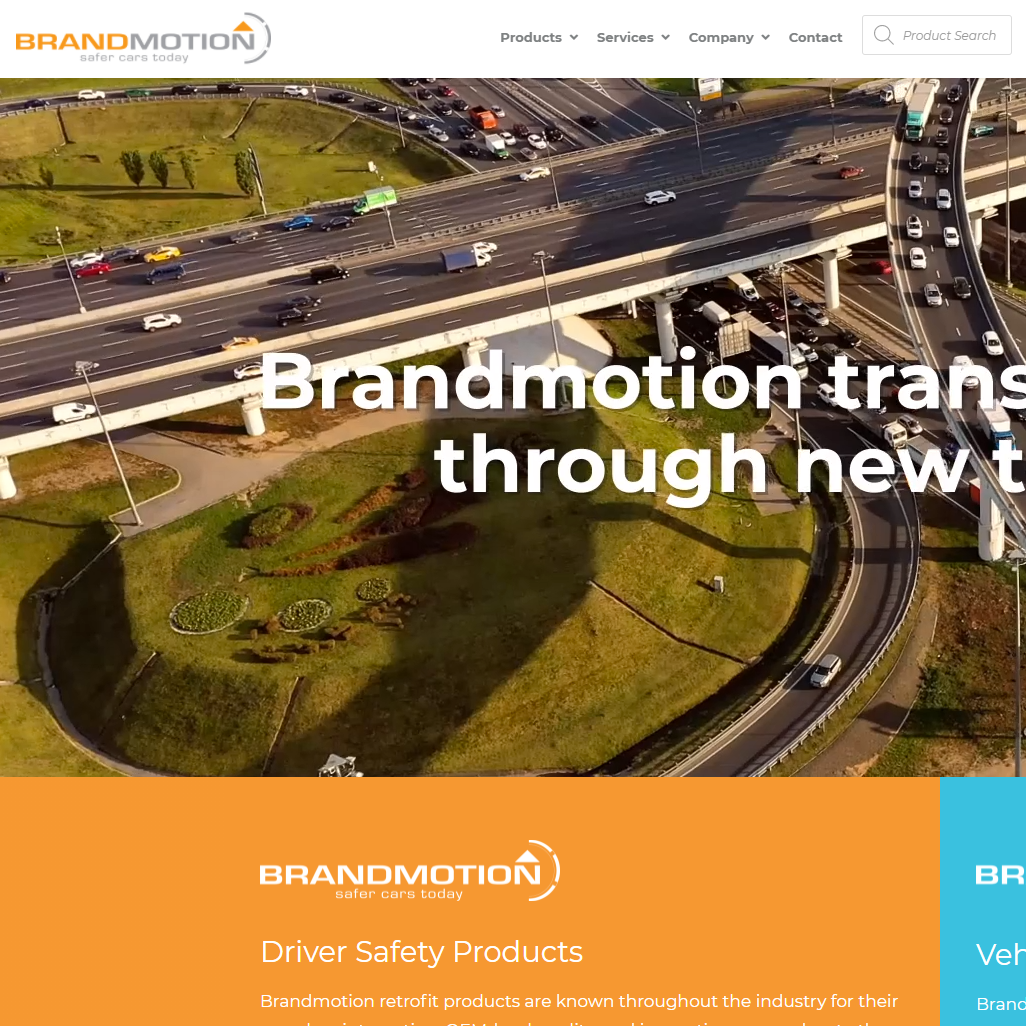 BRANDMOTION
safer cars today
Products
Services
Company
Contact
Product Search
Brandmotion trans
through new t
BRANDMOTION
safer cars today
Driver Safety Products
Brandmotion retrofit products are known throughout the industry for their
BR
Veh
Brand